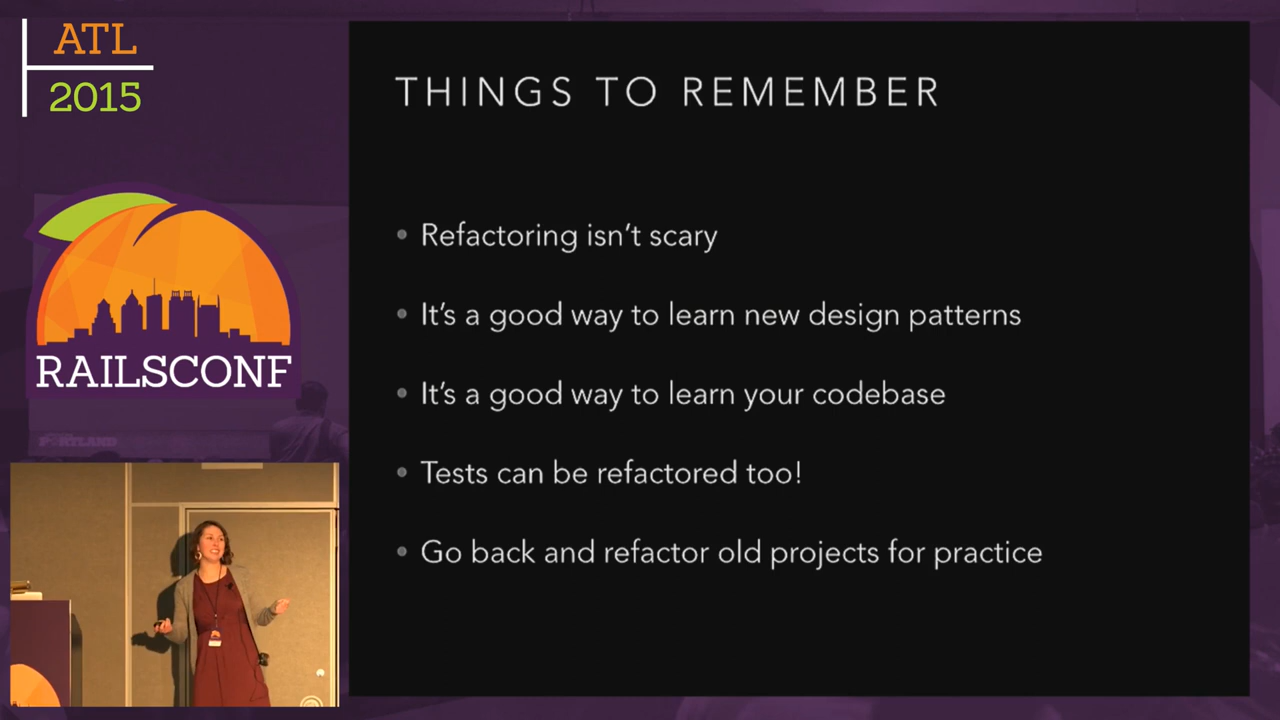 ATL
2015
RAILSCONF
THINGS TO REMEMBER
• Refactoring isn't scary
• It's a good way to learn new design patterns
• It's a good way to learn your codebase
• Tests can be refactored too!
• Go back and refactor old projects for practice
PORTLAND